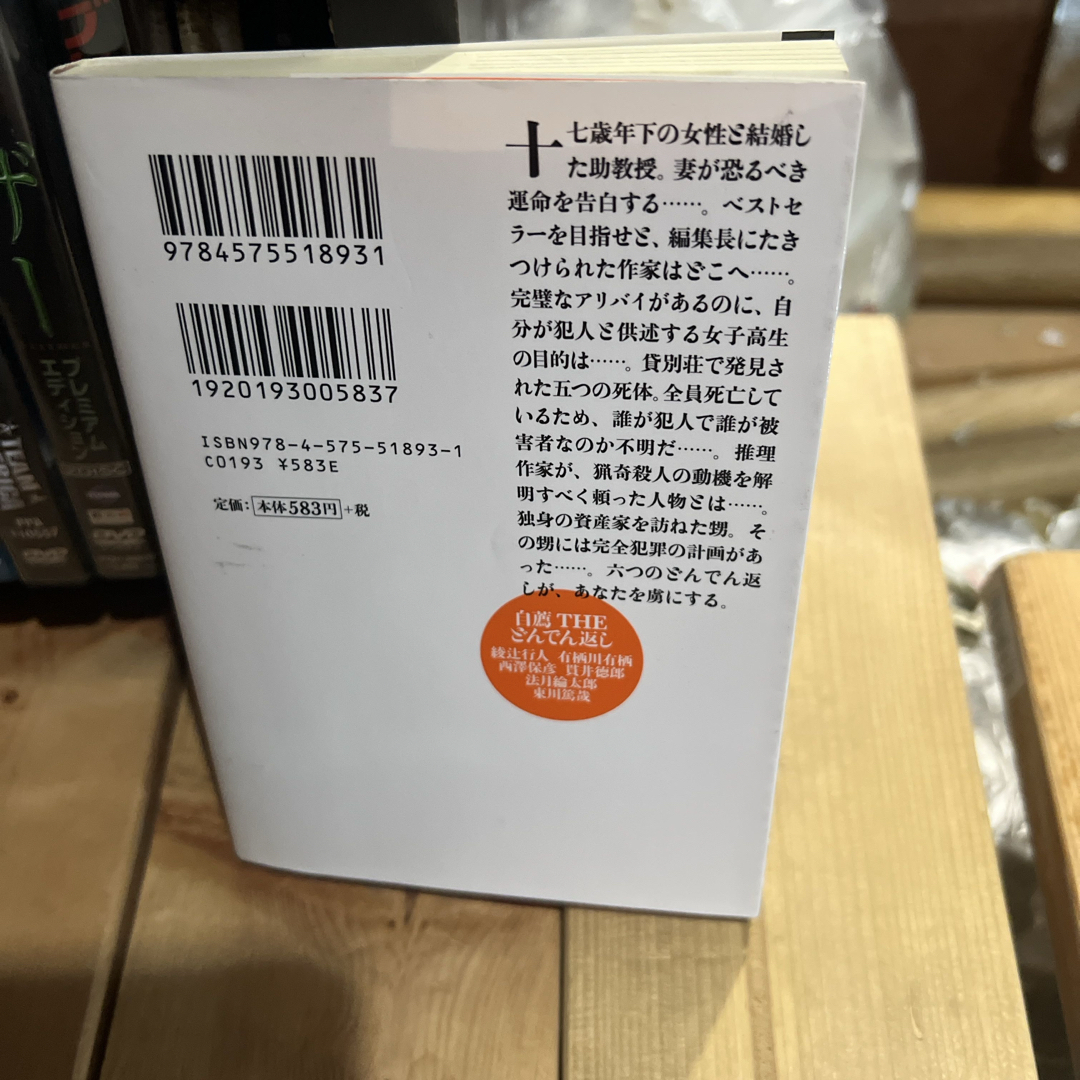 十七歳年下の女性と結婚し
た助教授。妻が恐るべき
運命を告白する……。ベストセ
ラーを目指せと、編集長にたき
つけられた作家はどこへ……。
完璧なアリバイがあるのに、自
分が犯人と供述する女子高生
の目的は……。貸別荘で発見さ
れた五つの死体。全員死亡して
いるため、誰が犯人で誰が被
害者なのか不明だ……。推理
作家が、猟奇殺人の動機を解
明すべく頼った人物とは……。
独身の資産家を訪ねた甥。そ
の甥には完全犯罪の計画があ
った……。六つのどんでん返
しが、あなたを虜にする。
9784575518931
1920193005837
ISBN978-4-575-51893-1
C0193 ¥583E
定価：本体583円+税
自薦 THE
どんでん返し
綾辻行人 有栖川有栖
西澤保彦 貫井徳郎
法月綸太郎
東川篤哉
プレミアム
エディション